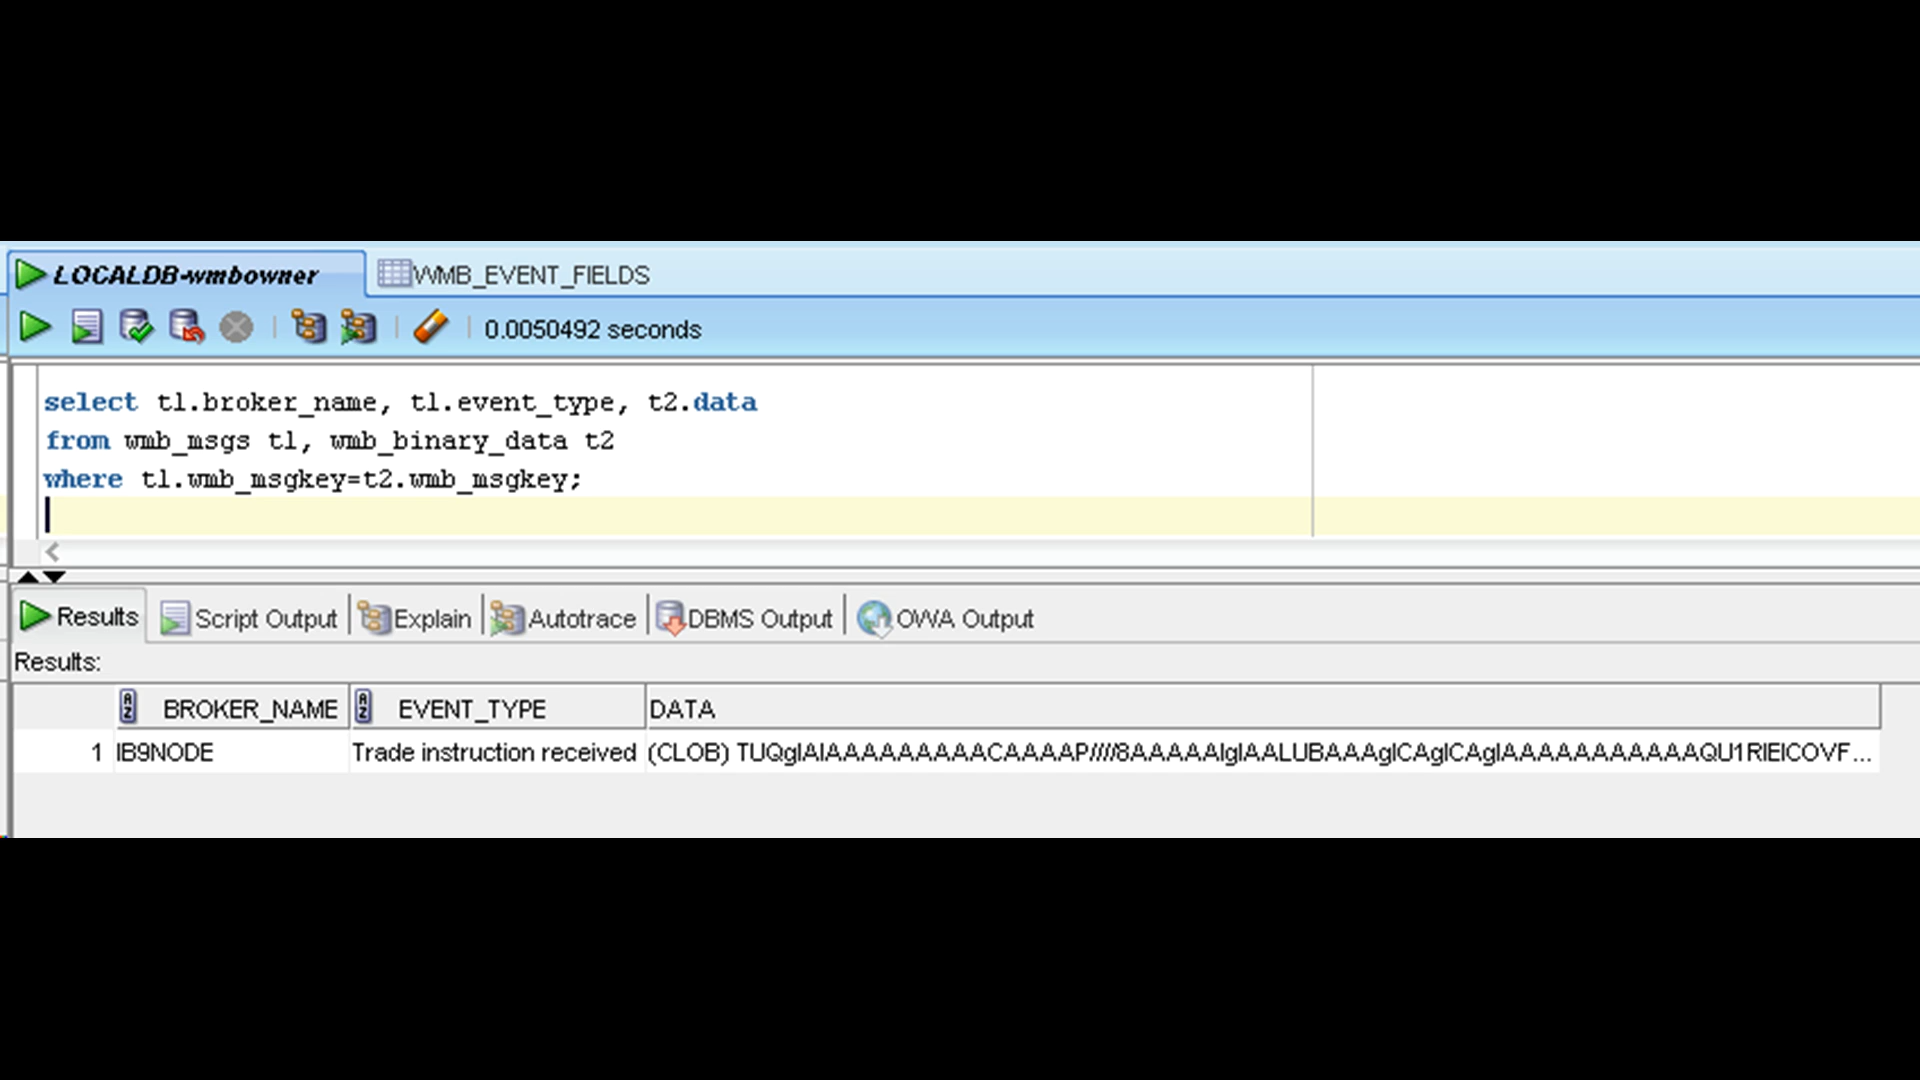 LOCALDB-wmbowner WMB_EVENT_FIELDS
0.0050492 seconds
select t1.broker_name, t1.event_type, t2.data
from wmb_msgs t1, wmb_binary_data t2
where t1.wmb_msgkey=t2.wmb_msgkey;
Results Script Output Explain Autotrace DBMS Output OWA Output
Results:
BROKER_NAME EVENT_TYPE DATA
1 IB9NODE Trade instruction received (CLOB)